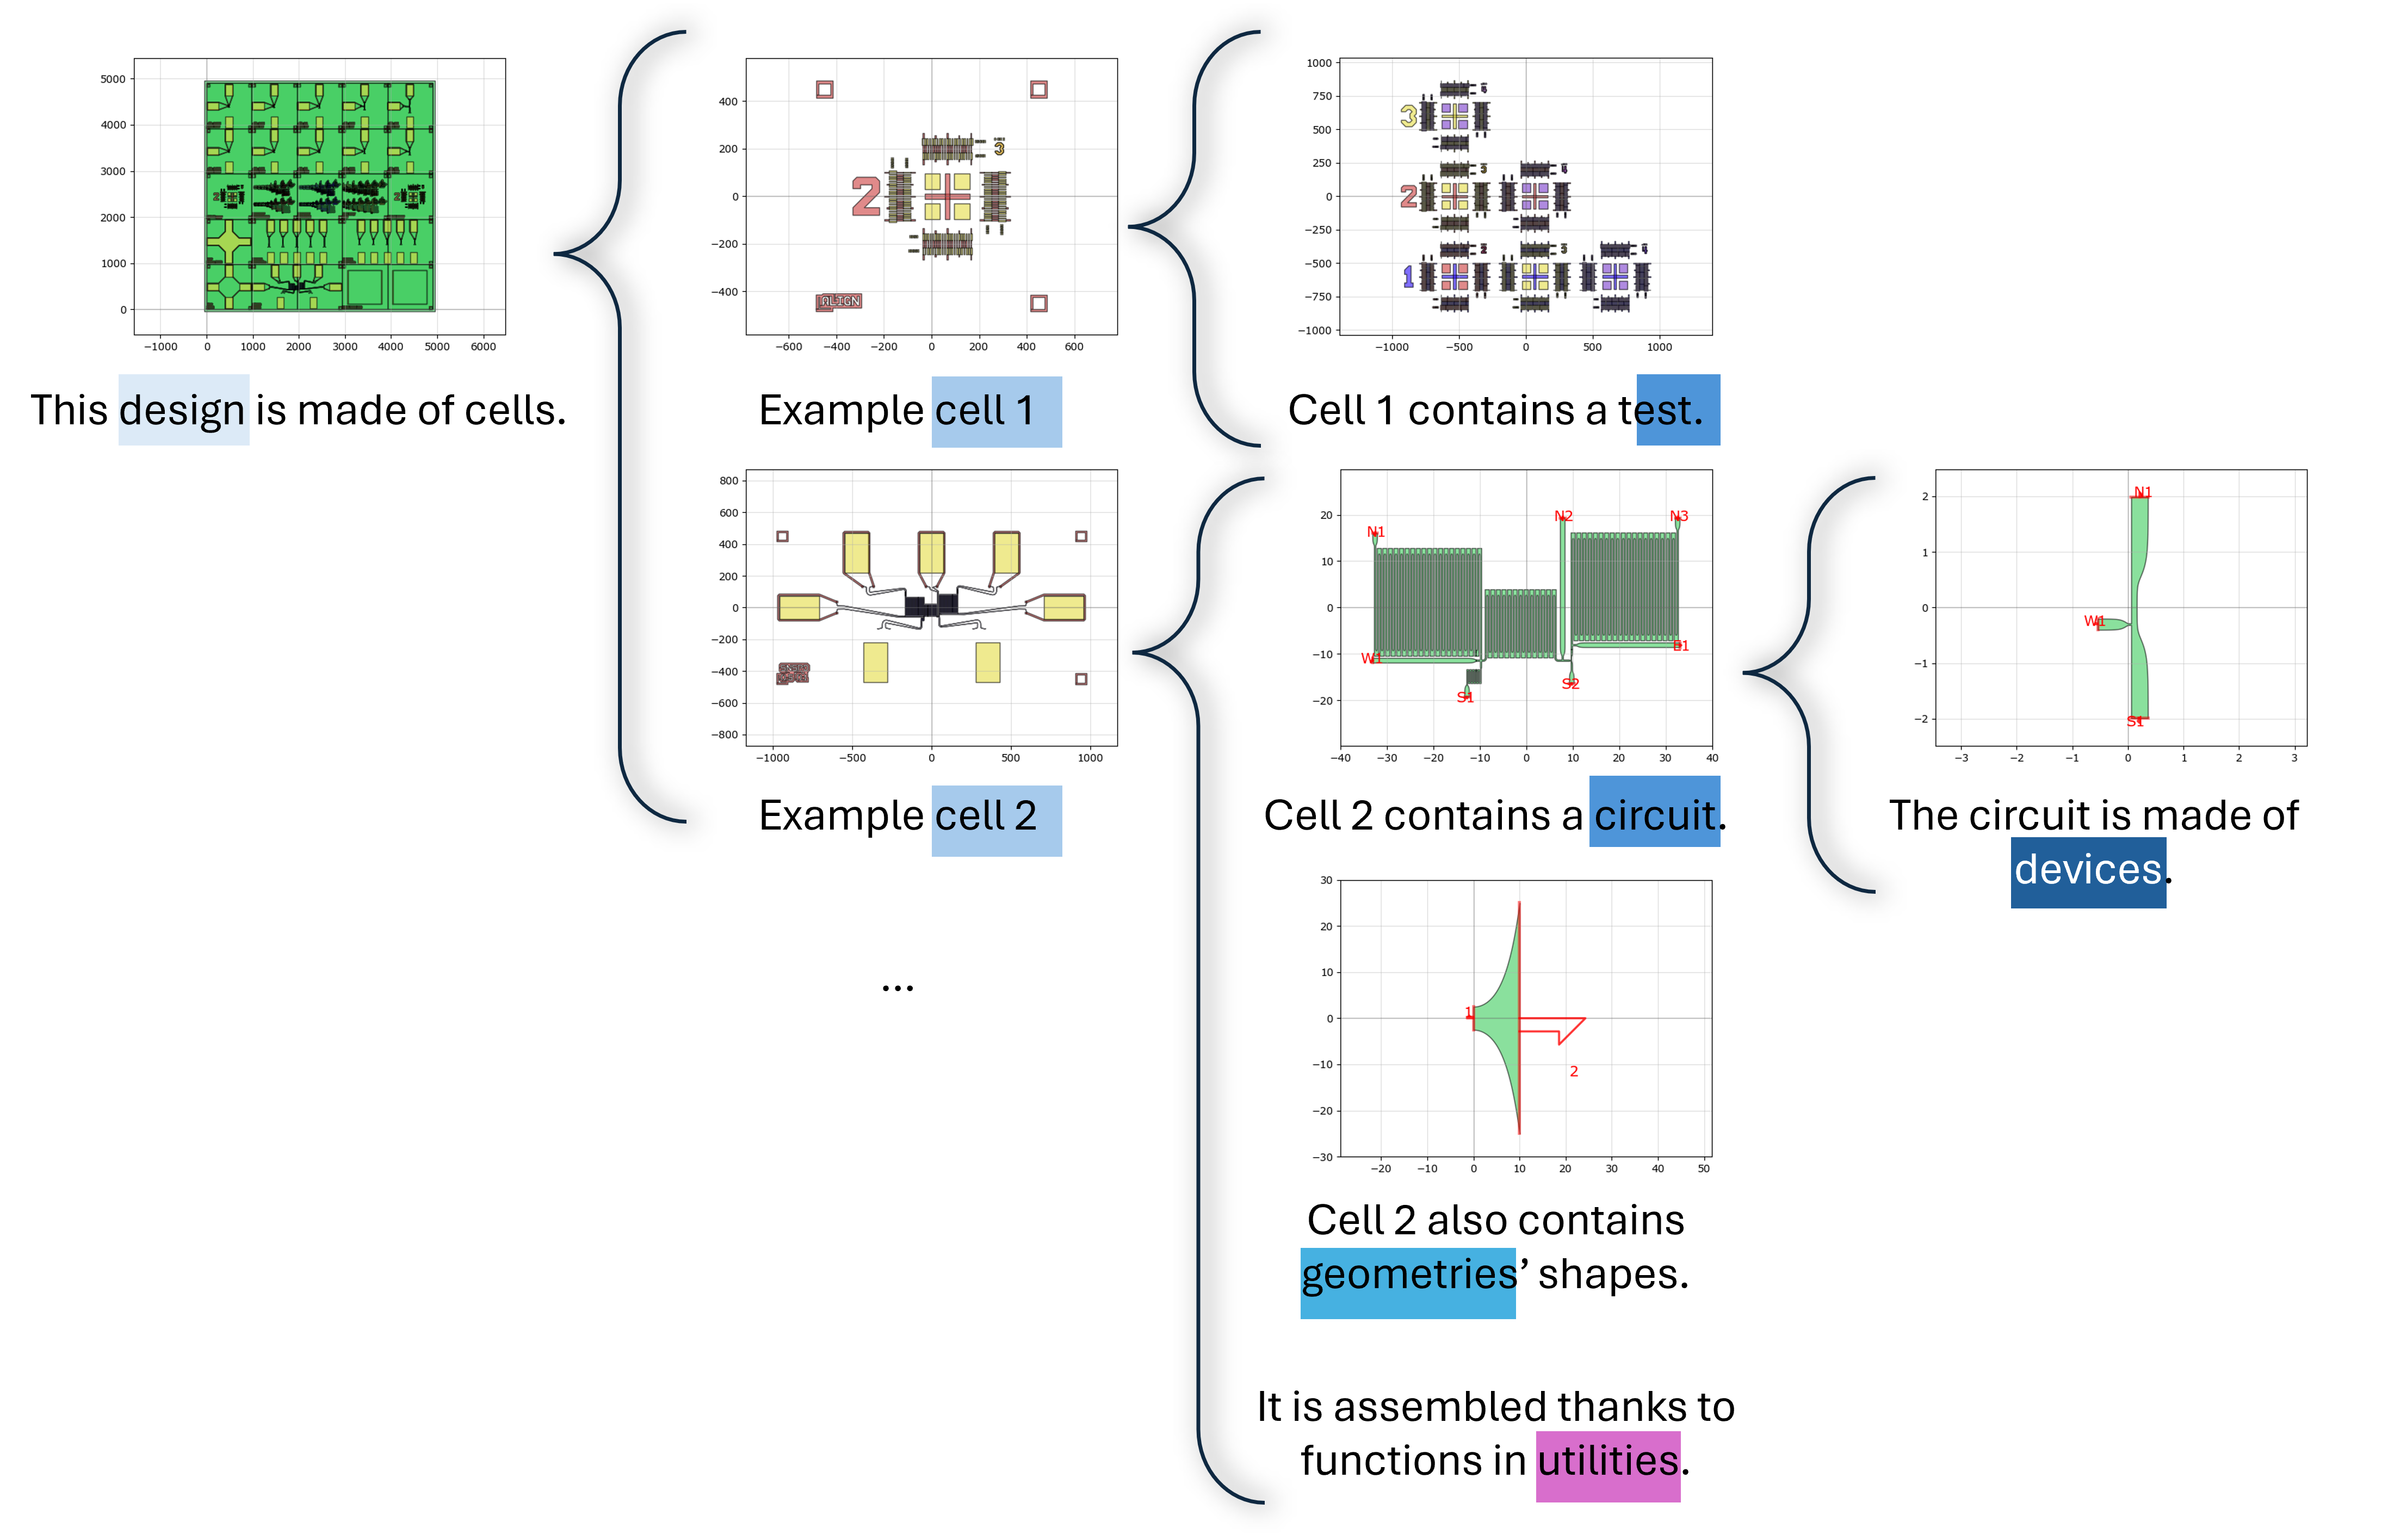 5000
4000
3000
2000
1000
0
−1000 0 1000 2000 3000 4000 5000 6000
This design is made of cells.
400
200
0
−200
−400
2
3
ALIGN
−600 −400 −200 0 200 400 600
Example cell 1
1000
750
500
250
0
−250
−500
−750
−1000
3
2
1
3
2
3
−1000 −500 0 500 1000
Cell 1 contains a test.
800
600
400
200
0
−200
−400
−600
−800
−1000 −500 0 500 1000
Example cell 2
...
20
10
0
−10
−20
N1
N2
N3
W1
E1
S1
S2
−40 −30 −20 −10 0 10 20 30 40
Cell 2 contains a circuit.
2
1
0
−1
−2
N1
W1
S1
−3 −2 −1 0 1 2 3
The circuit is made of
devices.
30
20
10
0
−10
−20
−30
1
2
−20 −10 0 10 20 30 40 50
Cell 2 also contains
geometries’ shapes.
It is assembled thanks to
functions in utilities.